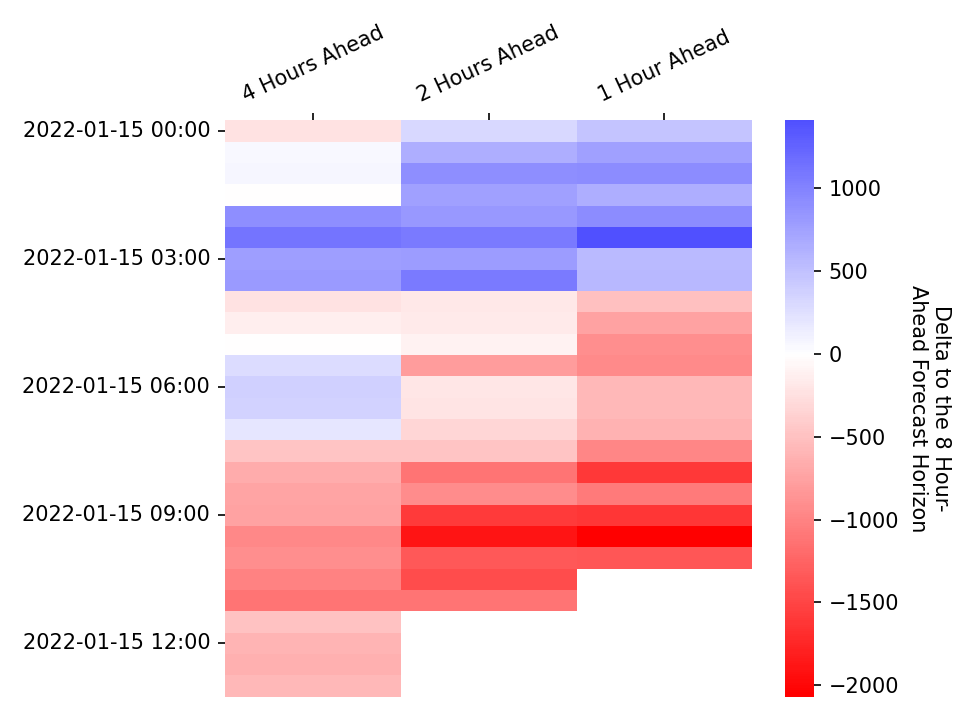 4 Hours Ahead
2 Hours Ahead
1 Hour Ahead
2022-01-15 00:00
2022-01-15 03:00
2022-01-15 06:00
2022-01-15 09:00
2022-01-15 12:00
1000
500
0
−500
−1000
−1500
−2000
Delta to the 8 Hour-
Ahead Forecast Horizon